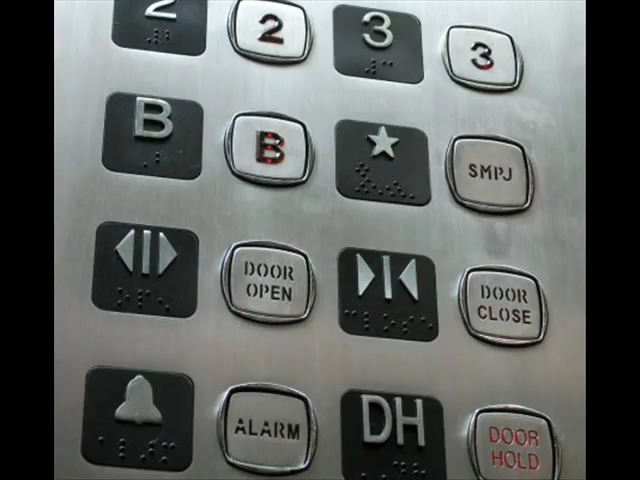 2 2 3 3
B B ★ SMPJ
DOOR OPEN
DOOR CLOSE
ALARM DH DOOR HOLD